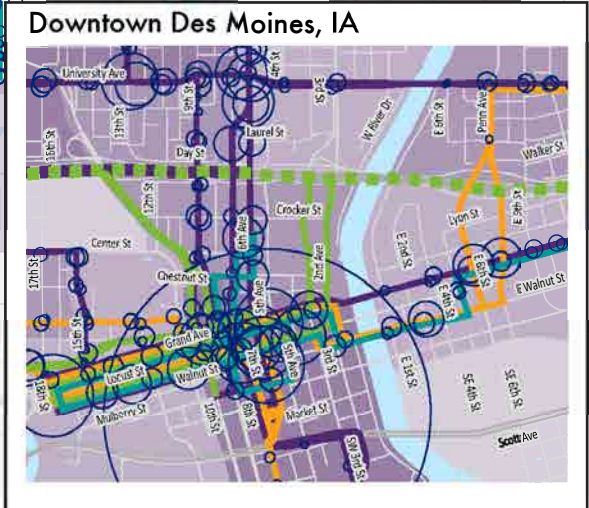 Downtown Des Moines, IA
University Ave
4th St
3rd St
9th St
13th St
E 6th St
Penn Ave
W River Dr
Laurel St
16th St
Day St
Walker St
12th St
Crocker St
Lyon St
E 9th St
Center St
6th Ave
2nd Ave
E 2nd St
17th St
Chestnut St
E 6th St
5th Ave
E 4th St
E Walnut St
15th St
Grand Ave
7th St
5th Ave
3rd St
E 1st St
18th St
Locust St
Walnut St
SE 4th St
SE 6th St
Mulberry St
10th St
8th St
Market St
Scott Ave
SW 3rd St